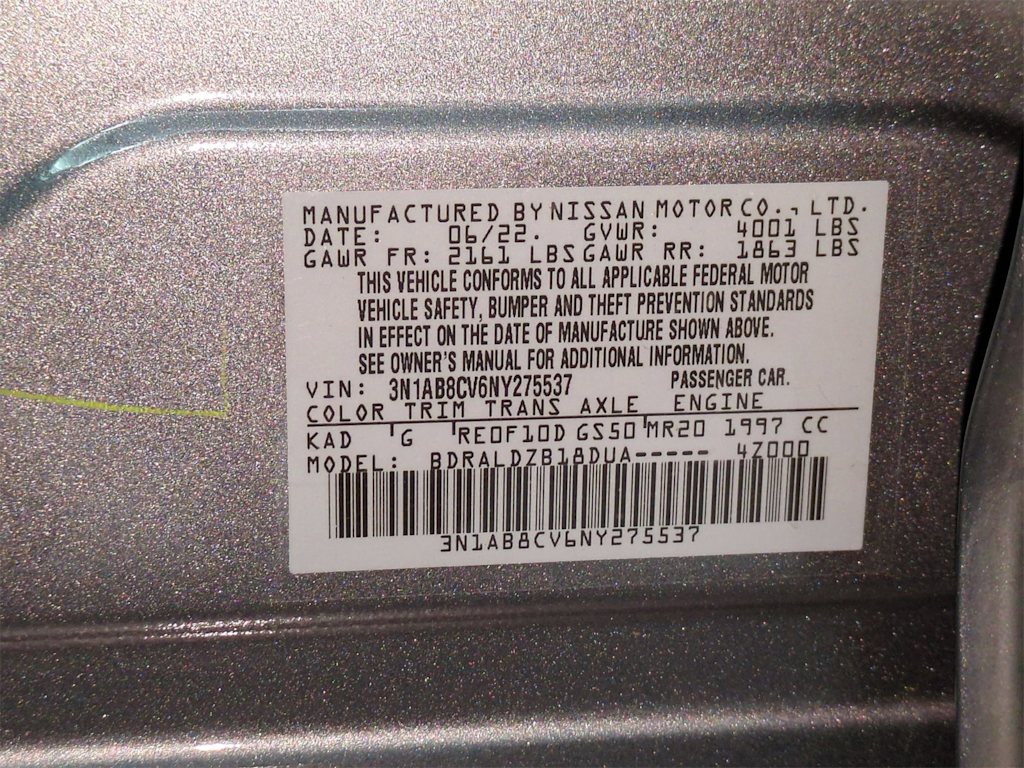 MANUFACTURED BY NISSAN MOTOR CO., LTD.
DATE: 06/22. GVWR: 4001 LBS
GAWR FR: 2161 LBS GAWR RR: 1863 LBS
THIS VEHICLE CONFORMS TO ALL APPLICABLE FEDERAL MOTOR
VEHICLE SAFETY, BUMPER AND THEFT PREVENTION STANDARDS
IN EFFECT ON THE DATE OF MANUFACTURE SHOWN ABOVE.
SEE OWNER'S MANUAL FOR ADDITIONAL INFORMATION.
VIN: 3N1AB8CV6NY275537 PASSENGER CAR.
COLOR TRIM TRANS AXLE ENGINE
KAD G RE0F10D GS50 MR20 1997 CC
MODEL: BDRALDZB18DUA----- 4Z000
3N1AB8CV6NY275537